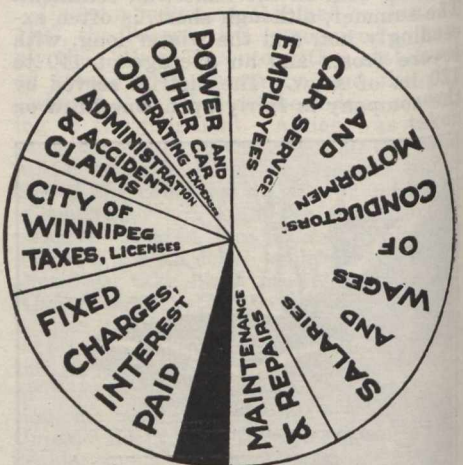 POWER AND
OTHER CAR
OPERATING EXPENSES
ADMINISTRATION
& ACCIDENT
CLAIMS
CITY OF
WINNIPEG
TAXES, LICENSES
FIXED
CHARGES,
INTEREST
PAID
MAINTENANCE
& REPAIRS
SALARIES
AND
WAGES
OF
CONDUCTORS,
MOTORMEN
AND
CAR SERVICE
EMPLOYEES